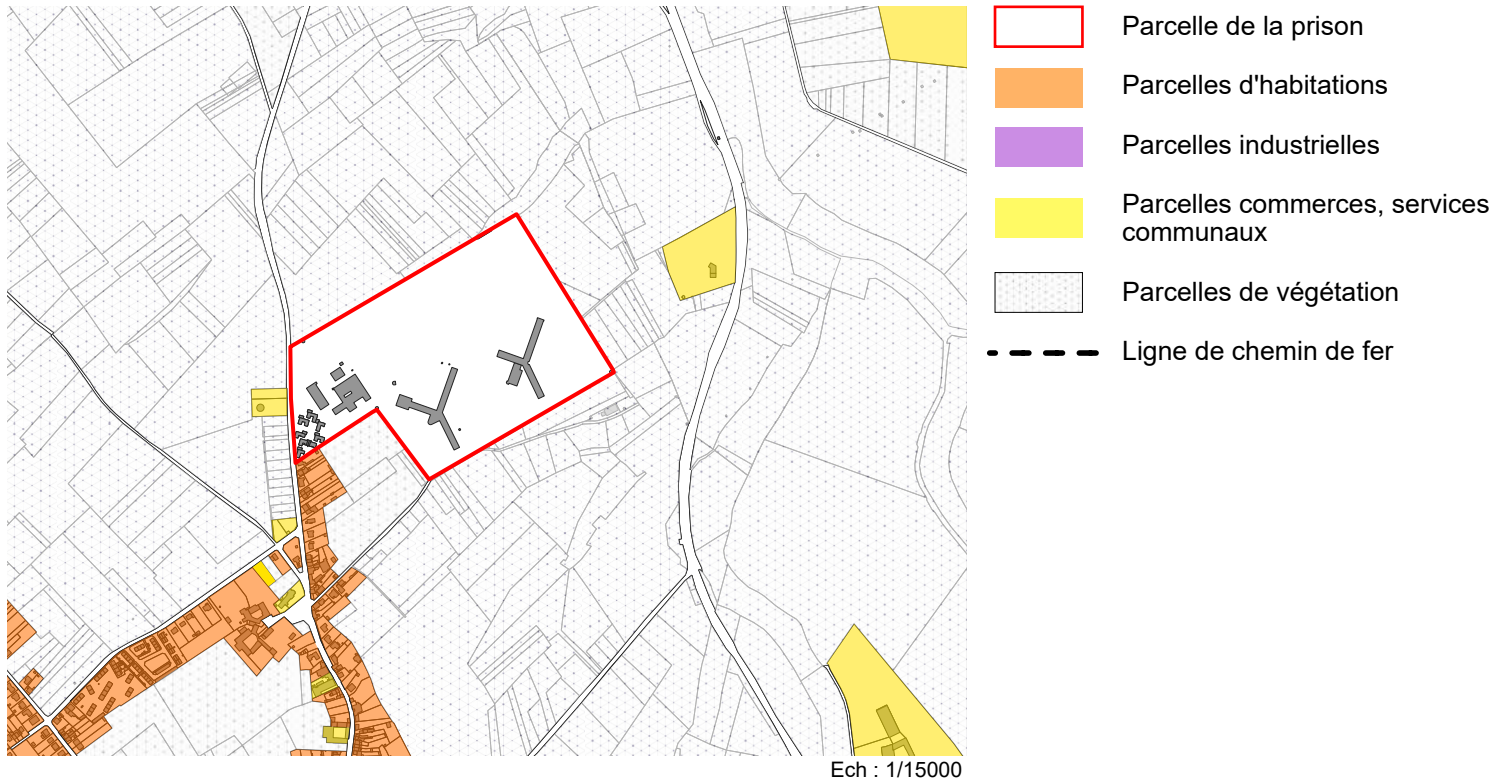 Parcelle de la prison
Parcelles d'habitations
Parcelles industrielles
Parcelles commerces, services
communaux
Parcelles de végétation
Ligne de chemin de fer
Ech : 1/15000